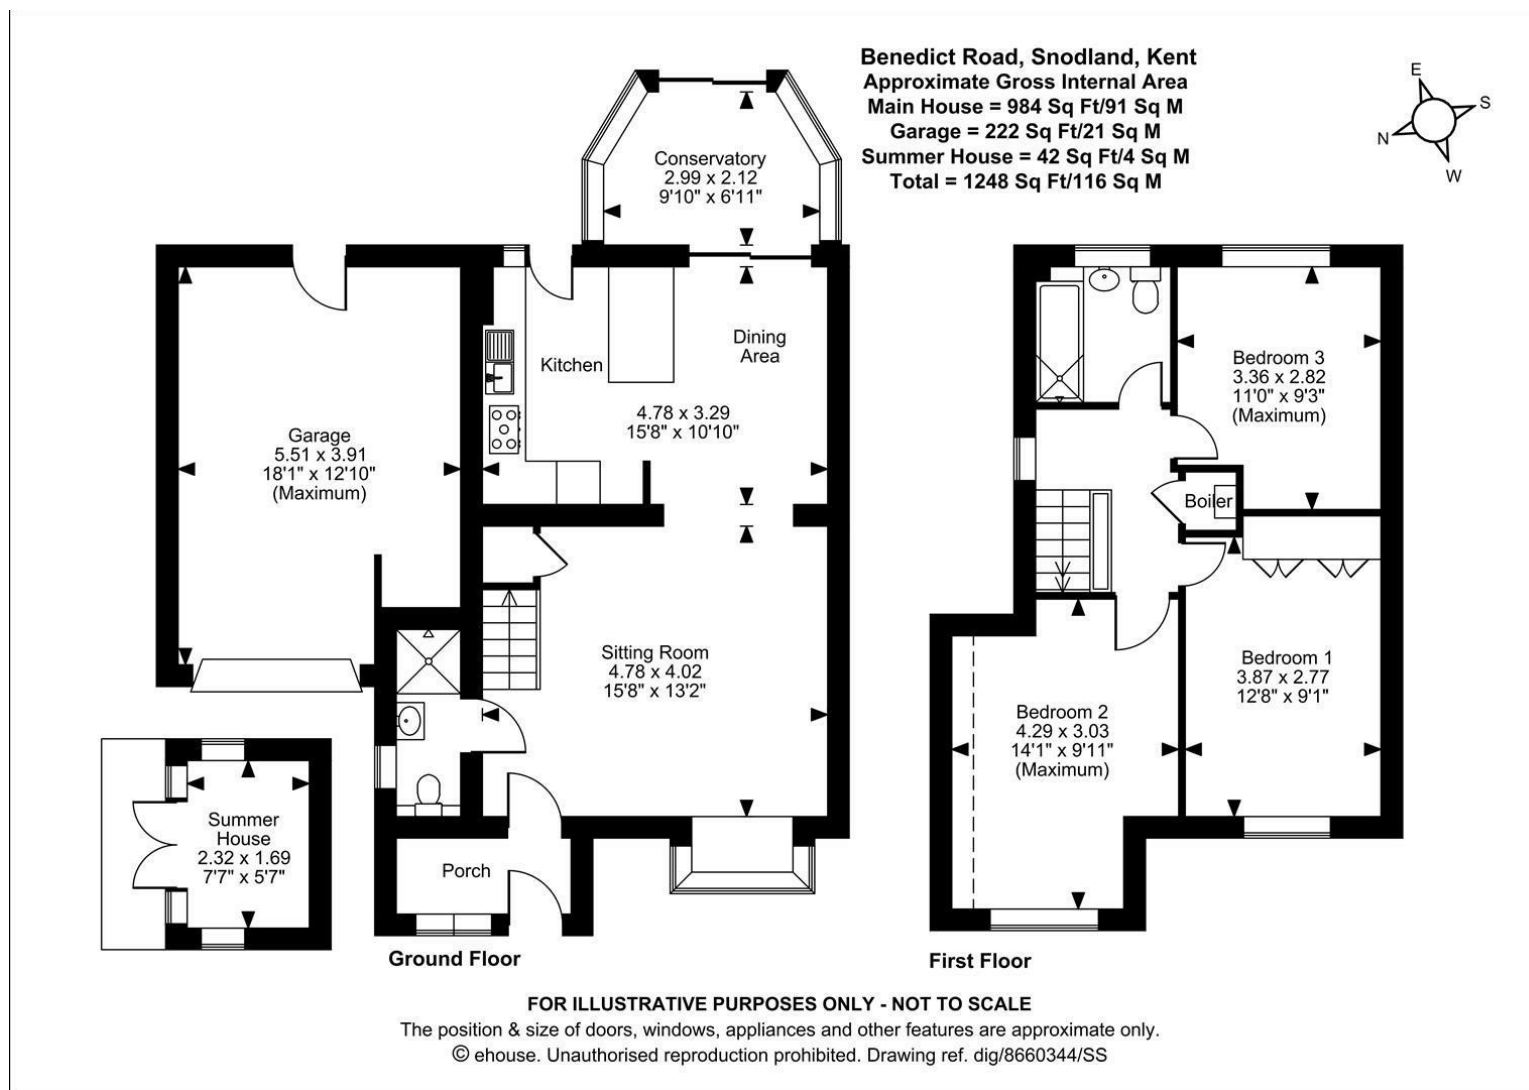 Benedict Road, Snodland, Kent
Approximate Gross Internal Area
Main House = 984 Sq Ft/91 Sq M
Garage = 222 Sq Ft/21 Sq M
Summer House = 42 Sq Ft/4 Sq M
Total = 1248 Sq Ft/116 Sq M
E
S
N
W
Conservatory
2.99 x 2.12
9'10" x 6'11"
Kitchen
Dining
Area
4.78 x 3.29
15'8" x 10'10"
Garage
5.51 x 3.91
18'1" x 12'10"
(Maximum)
Sitting Room
4.78 x 4.02
15'8" x 13'2"
Summer
House
2.32 x 1.69
7'7" x 5'7"
Porch
Ground Floor
Bedroom 3
3.36 x 2.82
11'0" x 9'3"
(Maximum)
Boiler
Bedroom 1
3.87 x 2.77
12'8" x 9'1"
Bedroom 2
4.29 x 3.03
14'1" x 9'11"
(Maximum)
First Floor
FOR ILLUSTRATIVE PURPOSES ONLY - NOT TO SCALE
The position & size of doors, windows, appliances and other features are approximate only.
© ehouse. Unauthorised reproduction prohibited. Drawing ref. dig/8660344/SS